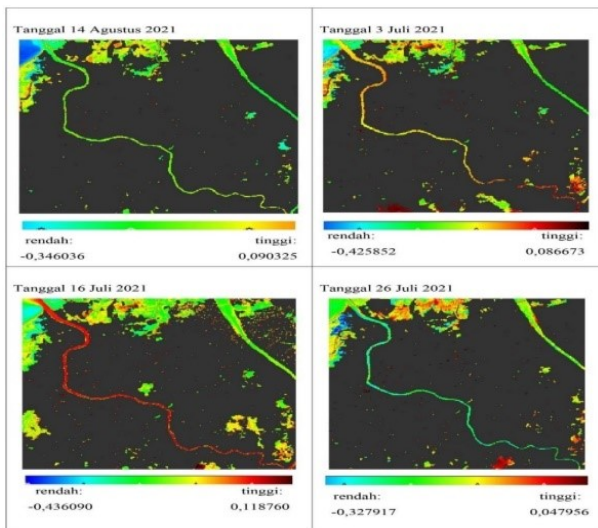 Tanggal 14 Agustus 2021
rendah: tinggi:
-0,346036 0,090325
Tanggal 3 Juli 2021
rendah: tinggi:
-0,425852 0,086673
Tanggal 16 Juli 2021
rendah: tinggi:
-0,436090 0,118760
Tanggal 26 Juli 2021
rendah: tinggi:
-0,327917 0,047956